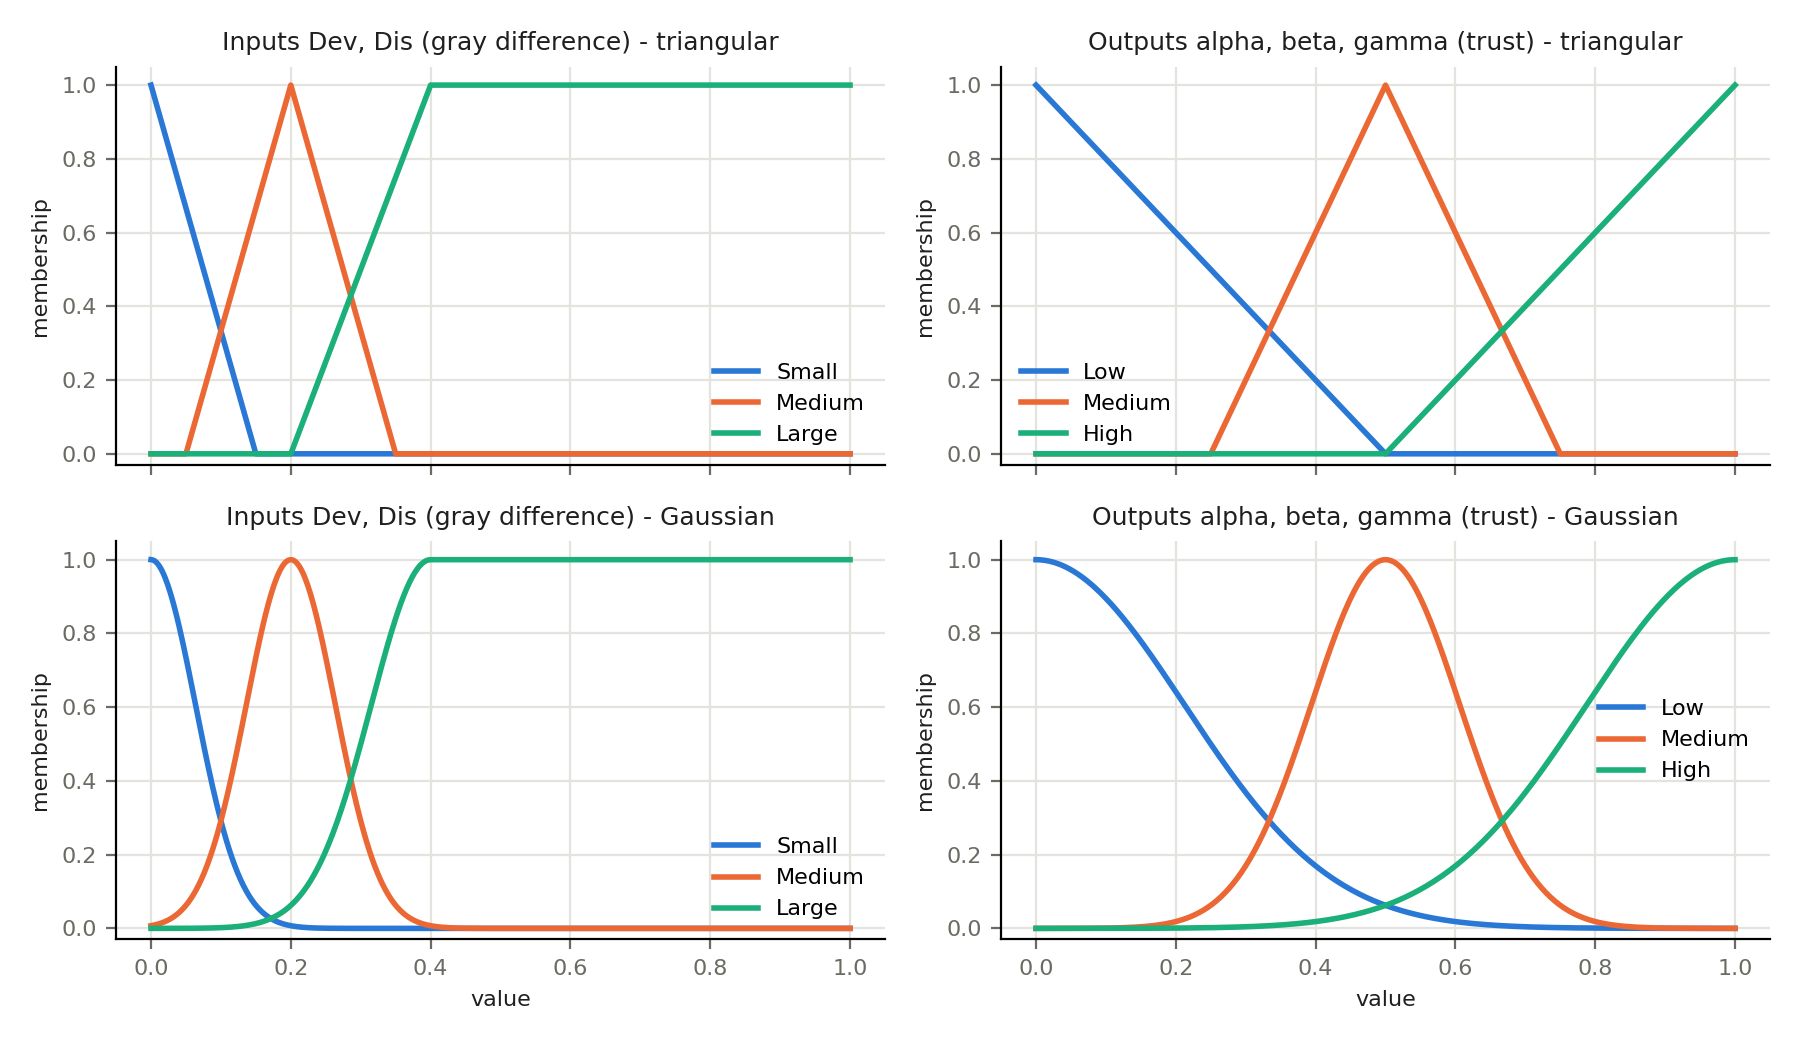 Inputs Dev, Dis (gray difference) - triangular
membership
1.0
0.8
0.6
0.4
0.2
0.0
Small
Medium
Large
Outputs alpha, beta, gamma (trust) - triangular
membership
1.0
0.8
0.6
0.4
0.2
0.0
Low
Medium
High
Inputs Dev, Dis (gray difference) - Gaussian
membership
1.0
0.8
0.6
0.4
0.2
0.0
Small
Medium
Large
0.0 0.2 0.4 0.6 0.8 1.0
value
Outputs alpha, beta, gamma (trust) - Gaussian
membership
1.0
0.8
0.6
0.4
0.2
0.0
Low
Medium
High
0.0 0.2 0.4 0.6 0.8 1.0
value